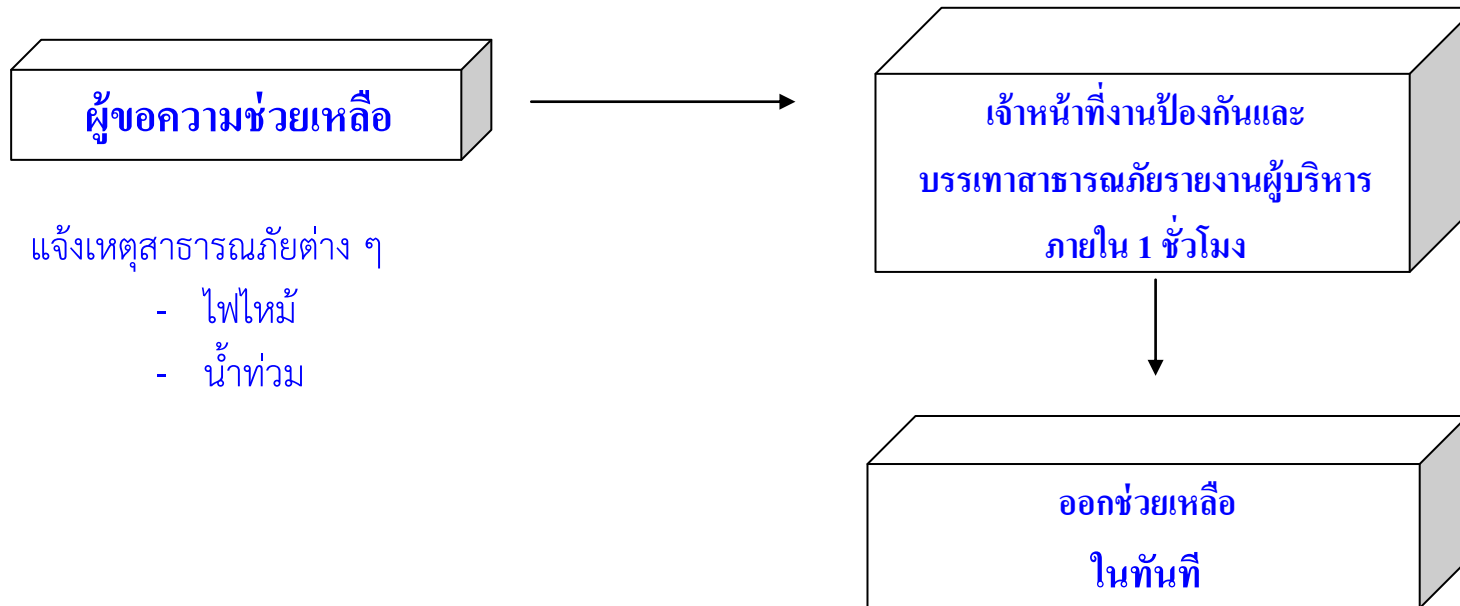 ผู้ขอความช่วยเหลือ
แจ้งเหตุสาธารณภัยต่าง ๆ
- ไฟไหม้
- น้ำท่วม
เจ้าหน้าที่งานป้องกันและ
บรรเทาสาธารณภัยรายงานผู้บริหาร
ภายใน 1 ชั่วโมง
ออกช่วยเหลือ
ในทันที